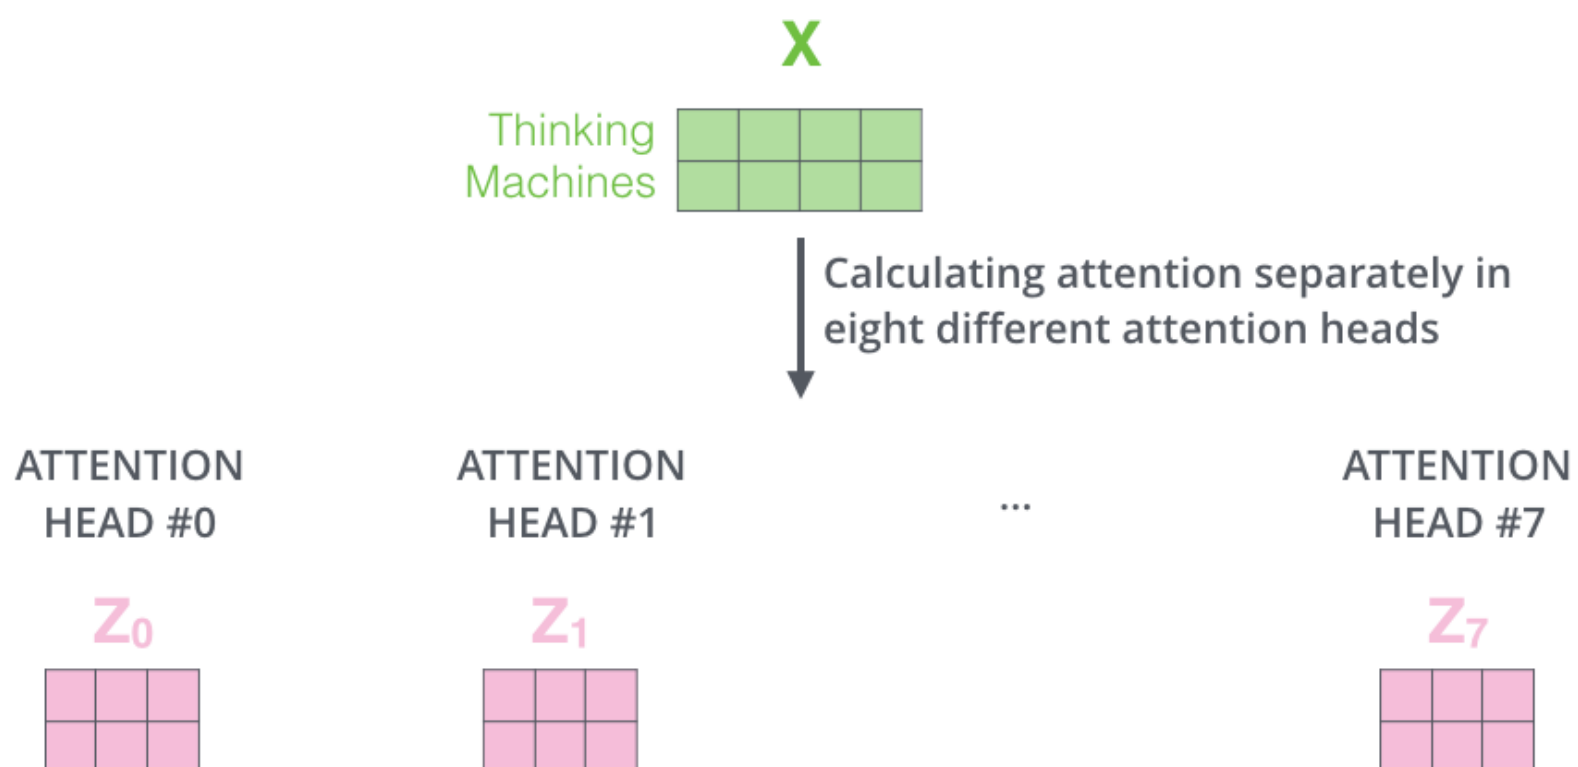 X
Thinking
Machines
Calculating attention separately in
eight different attention heads
ATTENTION
HEAD #0
ATTENTION
HEAD #1
...
ATTENTION
HEAD #7
Z0
Z1
Z7